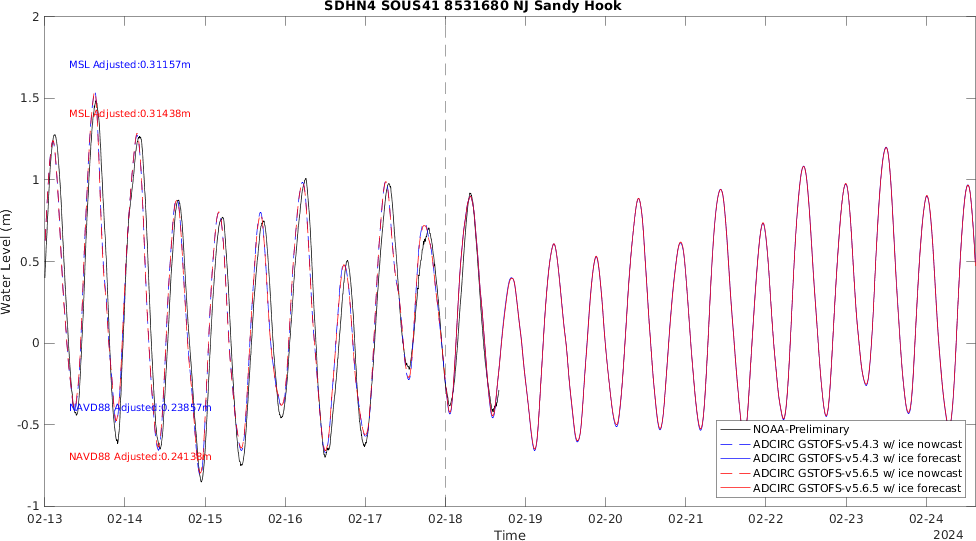 SDHN4 SOUS41 8531680 NJ Sandy Hook
2
1.5
1
0.5
0
-0.5
-1
Water Level (m)
MSL Adjusted:0.31157m
MSL Adjusted:0.31438m
NAVD88 Adjusted:0.23857m
NAVD88 Adjusted:0.24138m
NOAA-Preliminary
ADCIRC GSTOFS-v5.4.3 w/ ice nowcast
ADCIRC GSTOFS-v5.4.3 w/ ice forecast
ADCIRC GSTOFS-v5.6.5 w/ ice nowcast
ADCIRC GSTOFS-v5.6.5 w/ ice forecast
02-13 02-14 02-15 02-16 02-17 02-18 02-19 02-20 02-21 02-22 02-23 02-24
Time
2024